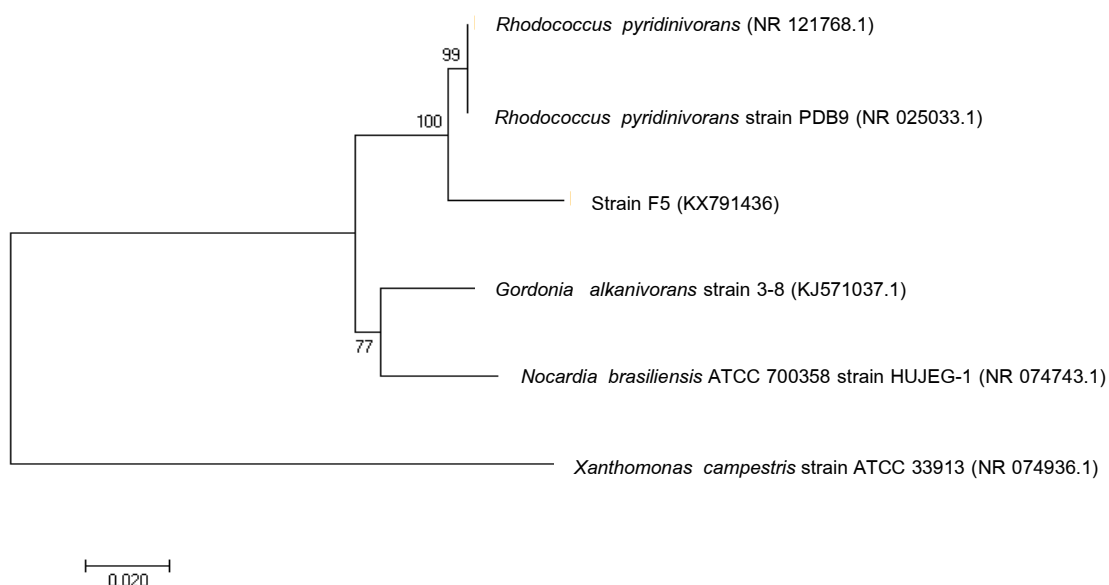 Rhodococcus pyridinivorans (NR 121768.1)
99
Rhodococcus pyridinivorans strain PDB9 (NR 025033.1)
100
Strain F5 (KX791436)
Gordonia alkanivorans strain 3-8 (KJ571037.1)
77
Nocardia brasiliensis ATCC 700358 strain HUJEG-1 (NR 074743.1)
Xanthomonas campestris strain ATCC 33913 (NR 074936.1)
0.020